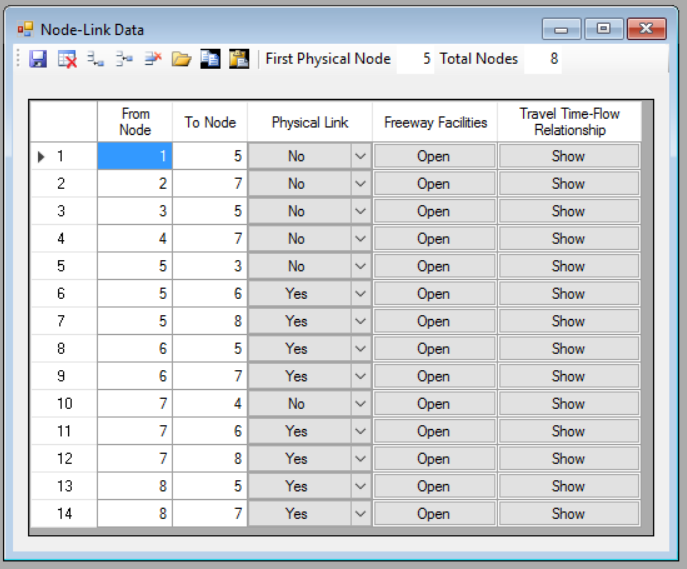 Node-Link Data
First Physical Node 5 Total Nodes 8
From Node To Node Physical Link Freeway Facilities Travel Time-Flow Relationship
1 1 5 No Open Show
2 2 7 No Open Show
3 3 5 No Open Show
4 4 7 No Open Show
5 5 3 No Open Show
6 5 6 Yes Open Show
7 5 8 Yes Open Show
8 6 5 Yes Open Show
9 6 7 Yes Open Show
10 7 4 No Open Show
11 7 6 Yes Open Show
12 7 8 Yes Open Show
13 8 5 Yes Open Show
14 8 7 Yes Open Show